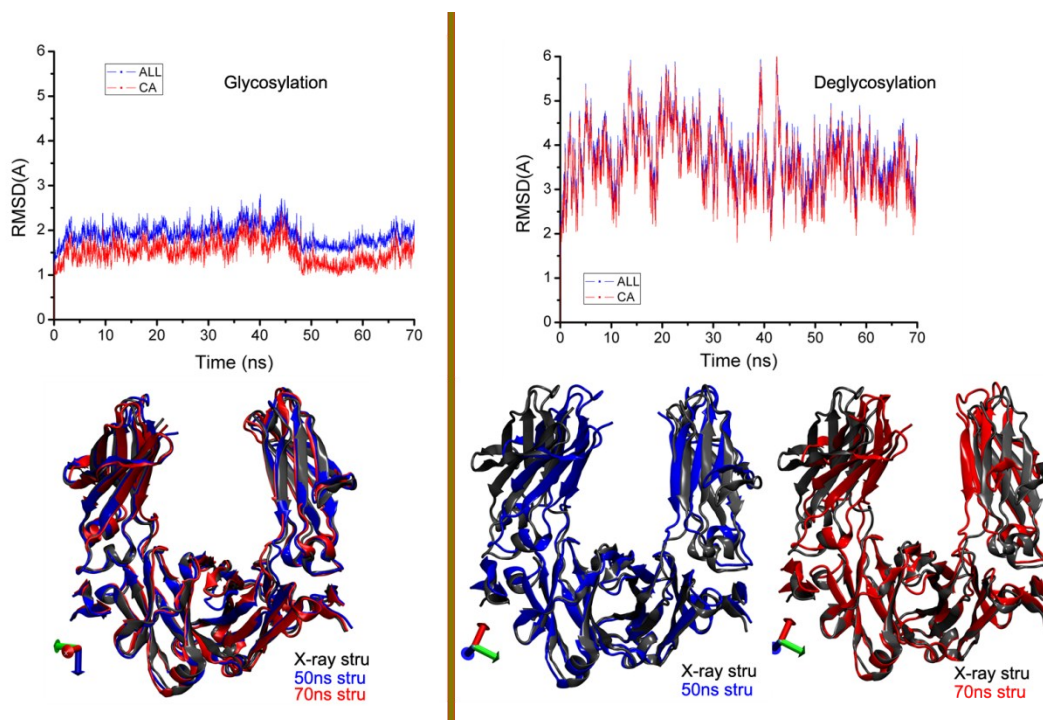 6
5
4
3
2
1
0
RMSD(A)
ALL
CA
Glycosylation
0 10 20 30 40 50 60 70
Time (ns)
X-ray stru
50ns stru
70ns stru
6
5
4
3
2
1
0
RMSD(A)
Deglycosylation
ALL
CA
0 10 20 30 40 50 60 70
Time (ns)
X-ray stru
50ns stru
X-ray stru
70ns stru